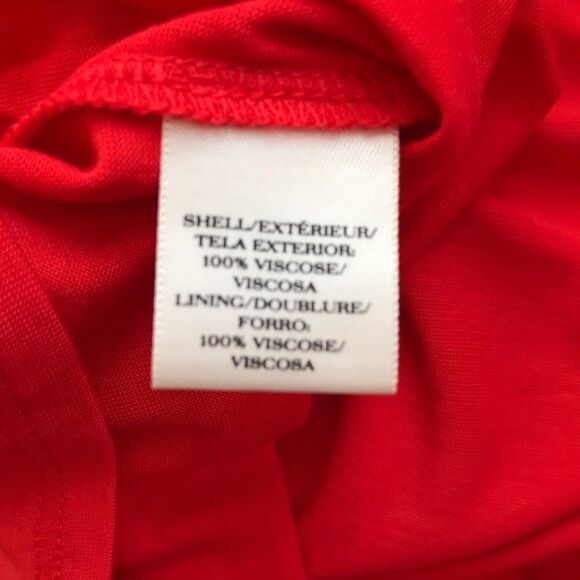 SHELL/EXTÉRIEUR/
TELA EXTERIOR:
100% VISCOSE/
VISCOSA
LINING/DOUBLURE/
FORRO:
100% VISCOSE/
VISCOSA